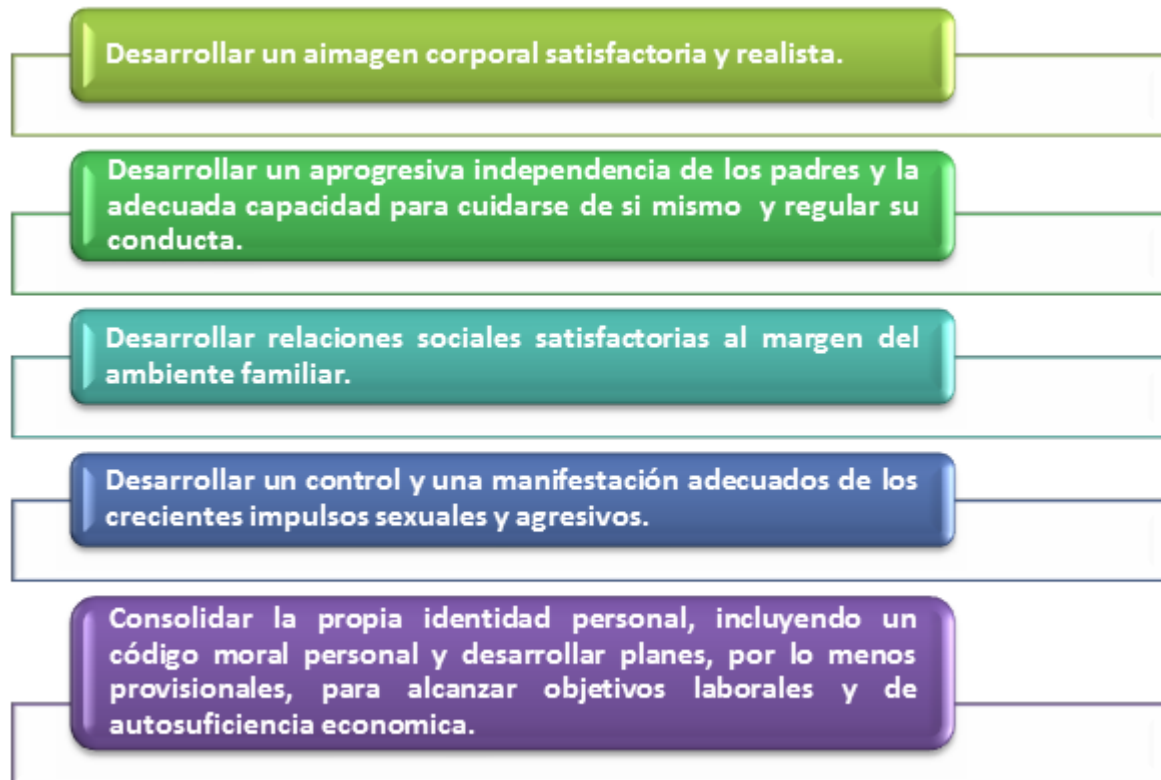 Desarrollar un aimagen corporal satisfactoria y realista.
Desarrollar un aprogresiva independencia de los padres y la
adecuada capacidad para cuidarse de si mismo y regular su
conducta.
Desarrollar relaciones sociales satisfactorias al margen del
ambiente familiar.
Desarrollar un control y una manifestación adecuados de los
crecientes impulsos sexuales y agresivos.
Consolidar la propia identidad personal, incluyendo un
código moral personal y desarrollar planes, por lo menos
provisionales, para alcanzar objetivos laborales y de
autosuficiencia economica.